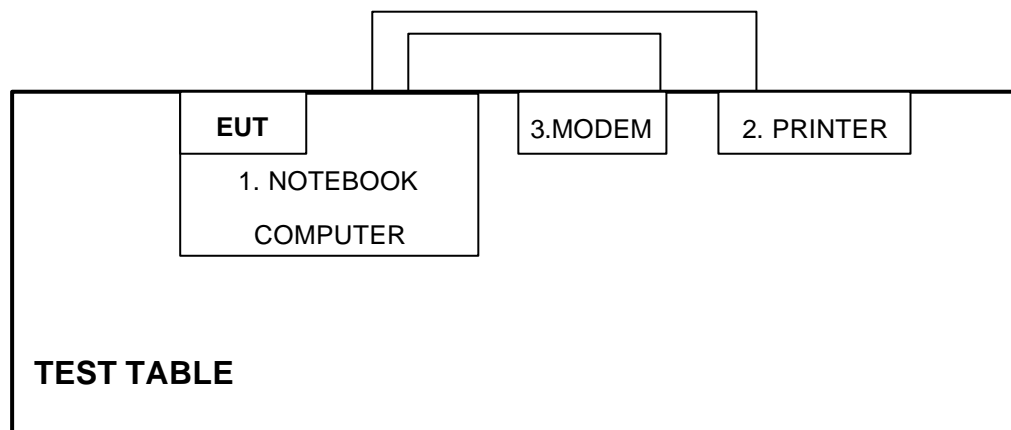 EUT
1. NOTEBOOK
COMPUTER
3.MODEM
2. PRINTER
TEST TABLE